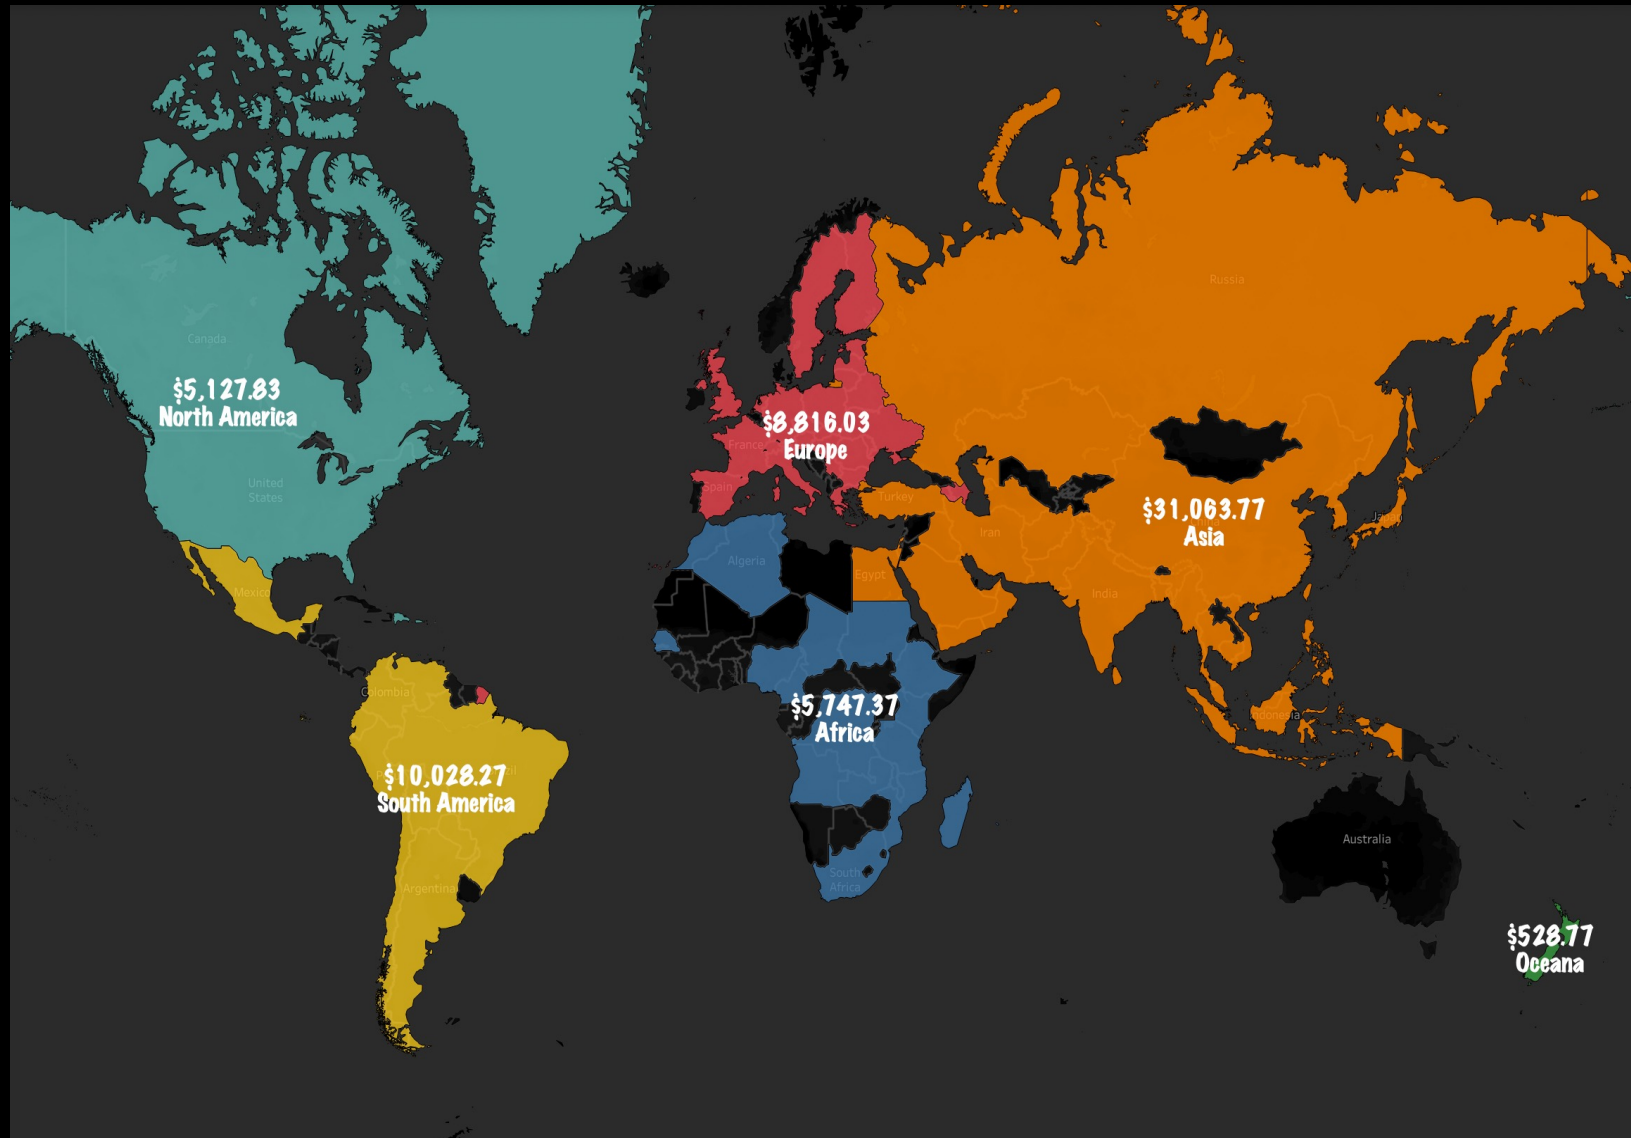 Russia
Canada
$5,127.83
North America
$8,816.03
Europe
France
United
States
Spain
Turkey
$31,063.77
Asia
Iran
Algeria
Egypt
Mexico
India
Colombia
$5,747.37
Africa
Indonesia
$10,028.27
South America
Australia
South
Africa
Argentina
$528.77
Oceana